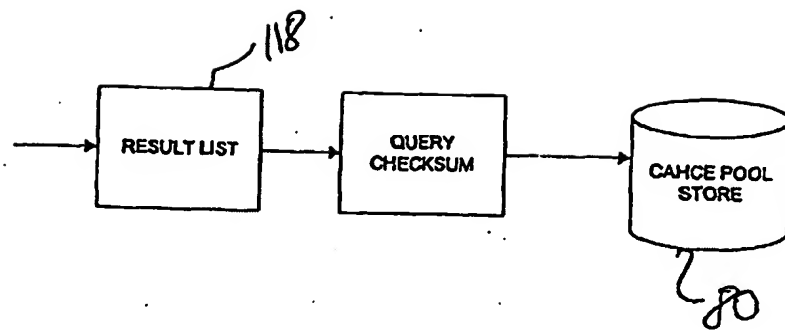 118
RESULT LIST
QUERY
CHECKSUM
CAHCE POOL
STORE
80